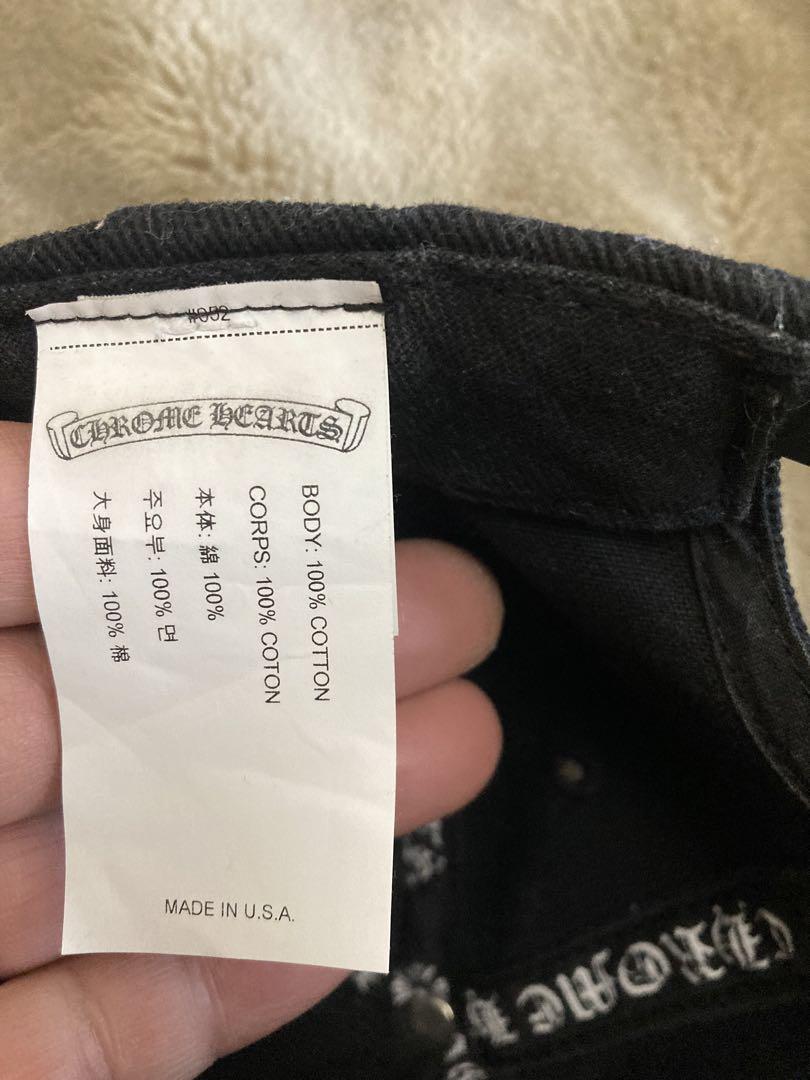 #052
CHROME HEARTS
BODY: 100% COTTON
CORPS: 100% COTON
本体: 綿 100%
주요부: 100% 면
大身面料: 100% 棉
MADE IN U.S.A.
CHROME H